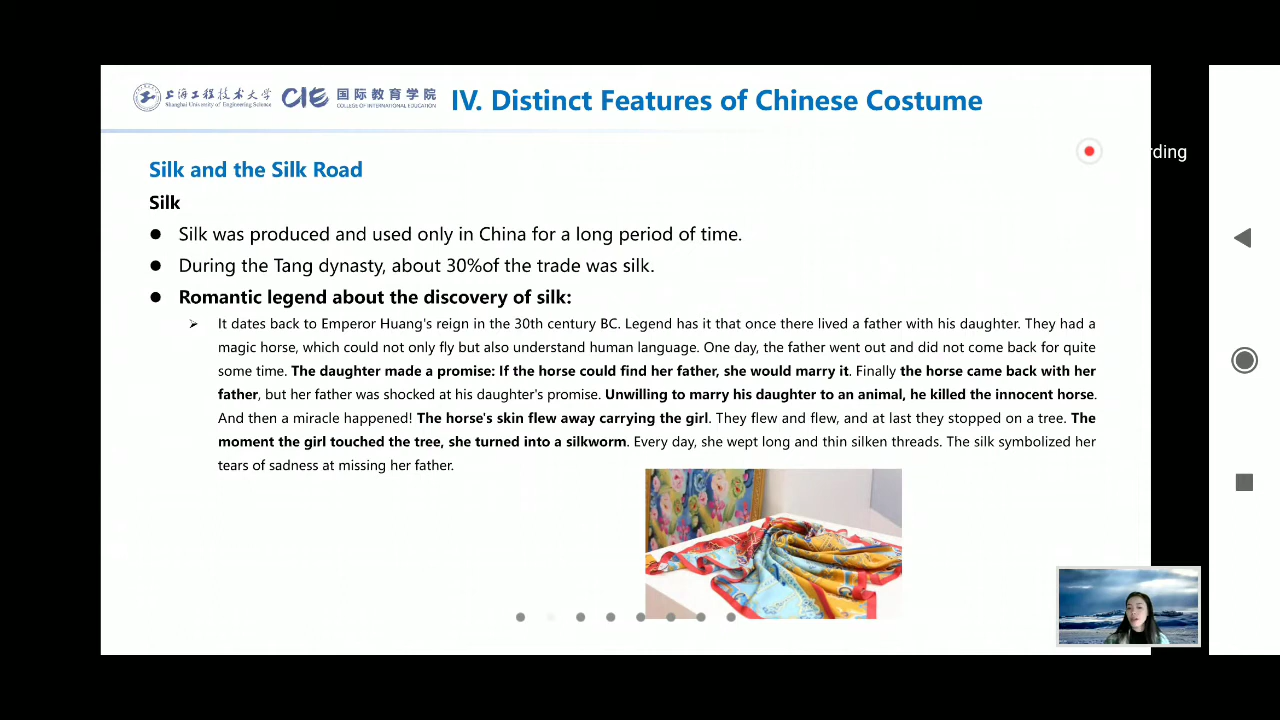 上海工程技术大学
Shanghai University of Engineering Science
CIE
国际教育学院
COLLEGE OF INTERNATIONAL EDUCATION
IV. Distinct Features of Chinese Costume
rding
Silk and the Silk Road
Silk
● Silk was produced and used only in China for a long period of time.
● During the Tang dynasty, about 30%of the trade was silk.
● Romantic legend about the discovery of silk:
➢ It dates back to Emperor Huang's reign in the 30th century BC. Legend has it that once there lived a father with his daughter. They had a
magic horse, which could not only fly but also understand human language. One day, the father went out and did not come back for quite
some time. The daughter made a promise: If the horse could find her father, she would marry it. Finally the horse came back with her
father, but her father was shocked at his daughter's promise. Unwilling to marry his daughter to an animal, he killed the innocent horse.
And then a miracle happened! The horse's skin flew away carrying the girl. They flew and flew, and at last they stopped on a tree. The
moment the girl touched the tree, she turned into a silkworm. Every day, she wept long and thin silken threads. The silk symbolized her
tears of sadness at missing her father.